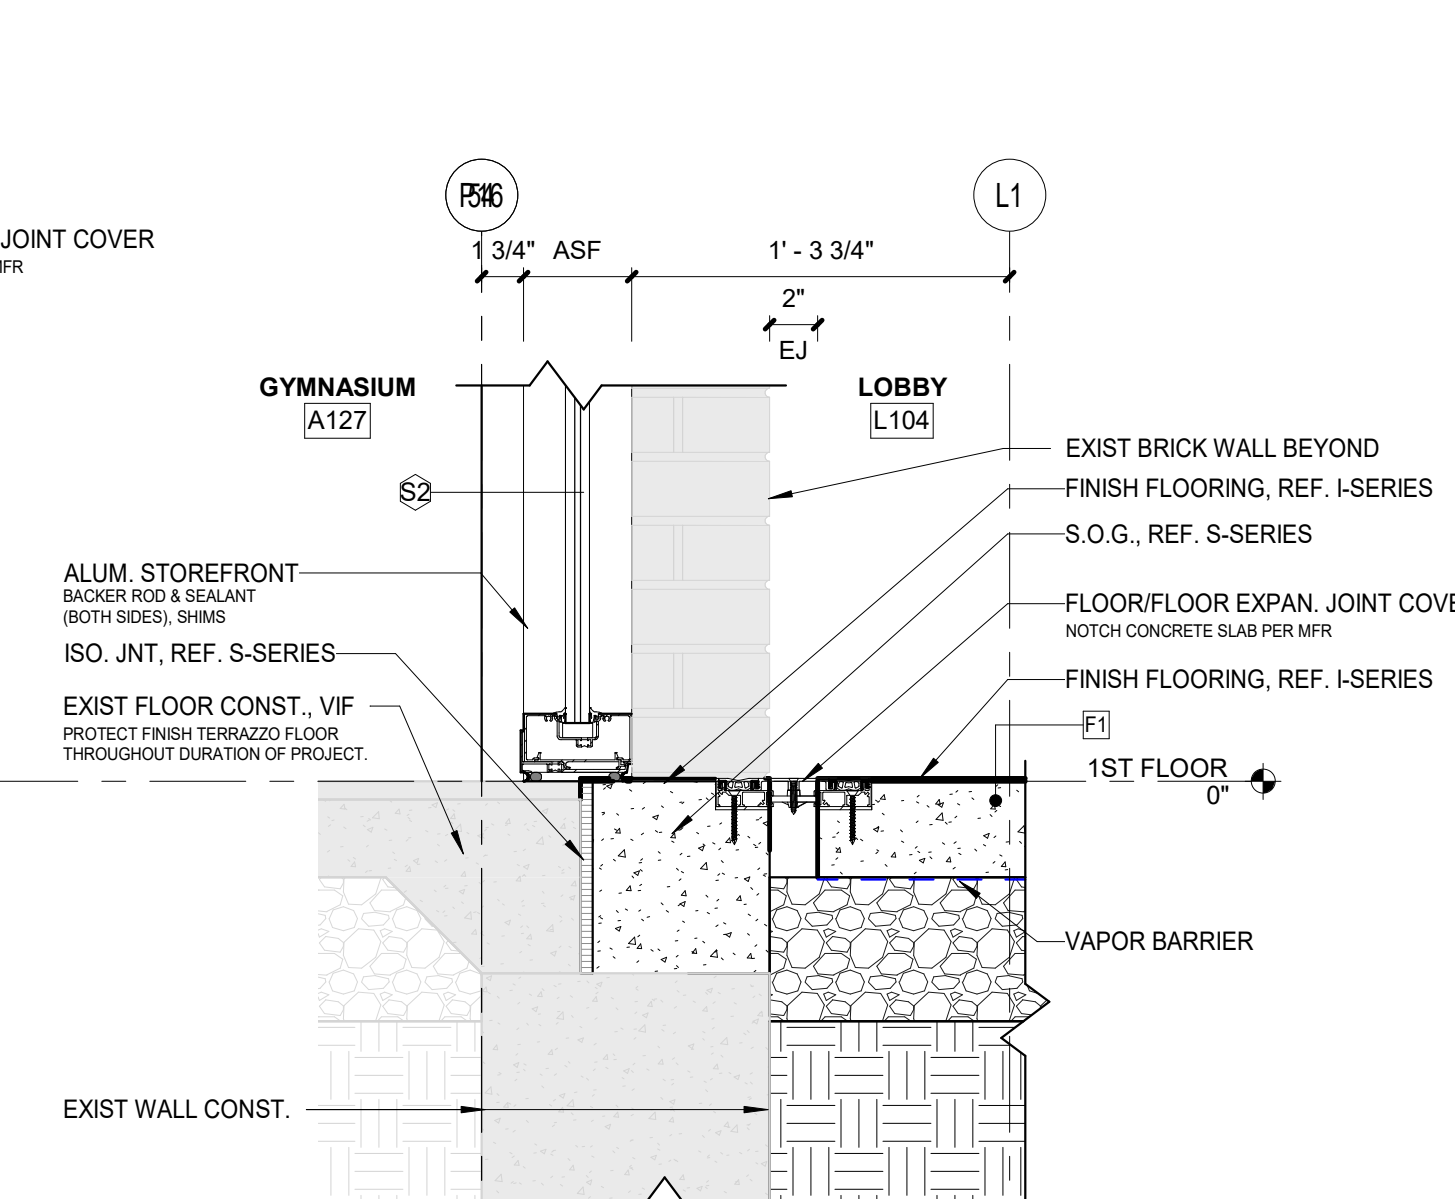 L1
JOINT COVER
1 3/4" ASF 1' - 3 3/4"
2"
EJ
GYMNASIUM
A127
LOBBY
L104
S2
EXIST BRICK WALL BEYOND
FINISH FLOORING, REF. I-SERIES
S.O.G., REF. S-SERIES
FLOOR/FLOOR EXPAN. JOINT COVE
NOTCH CONCRETE SLAB PER MFR
FINISH FLOORING, REF. I-SERIES
F1
1ST FLOOR
0"
VAPOR BARRIER
ALUM. STOREFRONT
BACKER ROD & SEALANT
(BOTH SIDES), SHIMS
ISO. JNT, REF. S-SERIES
EXIST FLOOR CONST., VIF
PROTECT FINISH TERRAZZO FLOOR
THROUGHOUT DURATION OF PROJECT.
EXIST WALL CONST.